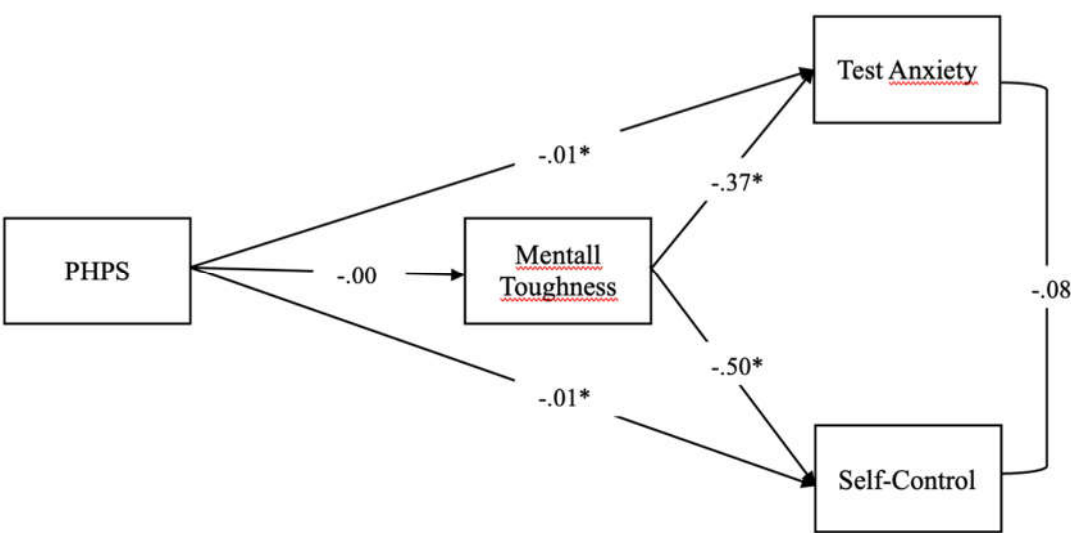 Test Anxiety
-.01*
-.37*
PHPS
-.00
Mentall
Toughness
-.08
-.50*
-.01*
Self-Control